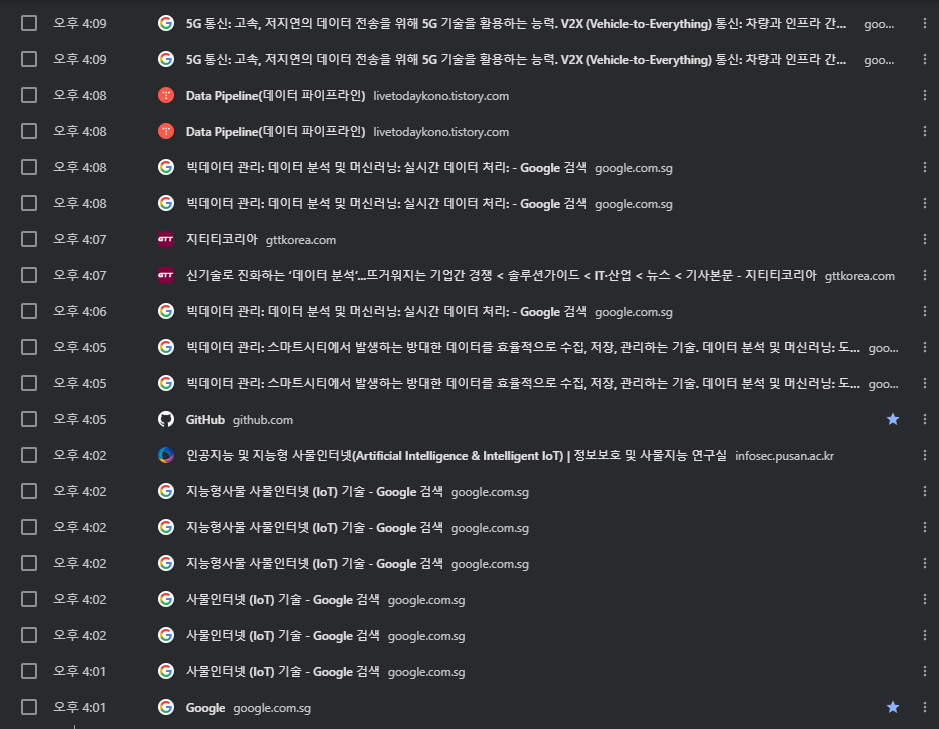 오후 4:09 5G 통신: 고속, 저지연의 데이터 전송을 위해 5G 기술을 활용하는 능력. V2X (Vehicle-to-Everything) 통신: 차량과 인프라 간... goo...
오후 4:09 5G 통신: 고속, 저지연의 데이터 전송을 위해 5G 기술을 활용하는 능력. V2X (Vehicle-to-Everything) 통신: 차량과 인프라 간... goo...
오후 4:08 Data Pipeline(데이터 파이프라인) livetodaykono.tistory.com
오후 4:08 Data Pipeline(데이터 파이프라인) livetodaykono.tistory.com
오후 4:08 빅데이터 관리: 데이터 분석 및 머신러닝: 실시간 데이터 처리: - Google 검색 google.com.sg
오후 4:08 빅데이터 관리: 데이터 분석 및 머신러닝: 실시간 데이터 처리: - Google 검색 google.com.sg
오후 4:07 GTT 지티티코리아 gttkorea.com
오후 4:07 GTT 신기술로 진화하는 ‘데이터 분석’...뜨거워지는 기업간 경쟁 < 솔루션가이드 < IT·산업 < 뉴스 < 기사본문 - 지티티코리아 gttkorea.com
오후 4:06 빅데이터 관리: 데이터 분석 및 머신러닝: 실시간 데이터 처리: - Google 검색 google.com.sg
오후 4:05 빅데이터 관리: 스마트시티에서 발생하는 방대한 데이터를 효율적으로 수집, 저장, 관리하는 기술. 데이터 분석 및 머신러닝: 도... goo...
오후 4:05 빅데이터 관리: 스마트시티에서 발생하는 방대한 데이터를 효율적으로 수집, 저장, 관리하는 기술. 데이터 분석 및 머신러닝: 도... goo...
오후 4:05 GitHub github.com
오후 4:02 인공지능 및 지능형 사물인터넷(Artificial Intelligence & Intelligent IoT) | 정보보호 및 사물지능 연구실 infosec.pusan.ac.kr
오후 4:02 지능형사물 사물인터넷 (IoT) 기술 - Google 검색 google.com.sg
오후 4:02 지능형사물 사물인터넷 (IoT) 기술 - Google 검색 google.com.sg
오후 4:02 지능형사물 사물인터넷 (IoT) 기술 - Google 검색 google.com.sg
오후 4:02 사물인터넷 (IoT) 기술 - Google 검색 google.com.sg
오후 4:02 사물인터넷 (IoT) 기술 - Google 검색 google.com.sg
오후 4:01 사물인터넷 (IoT) 기술 - Google 검색 google.com.sg
오후 4:01 Google google.com.sg